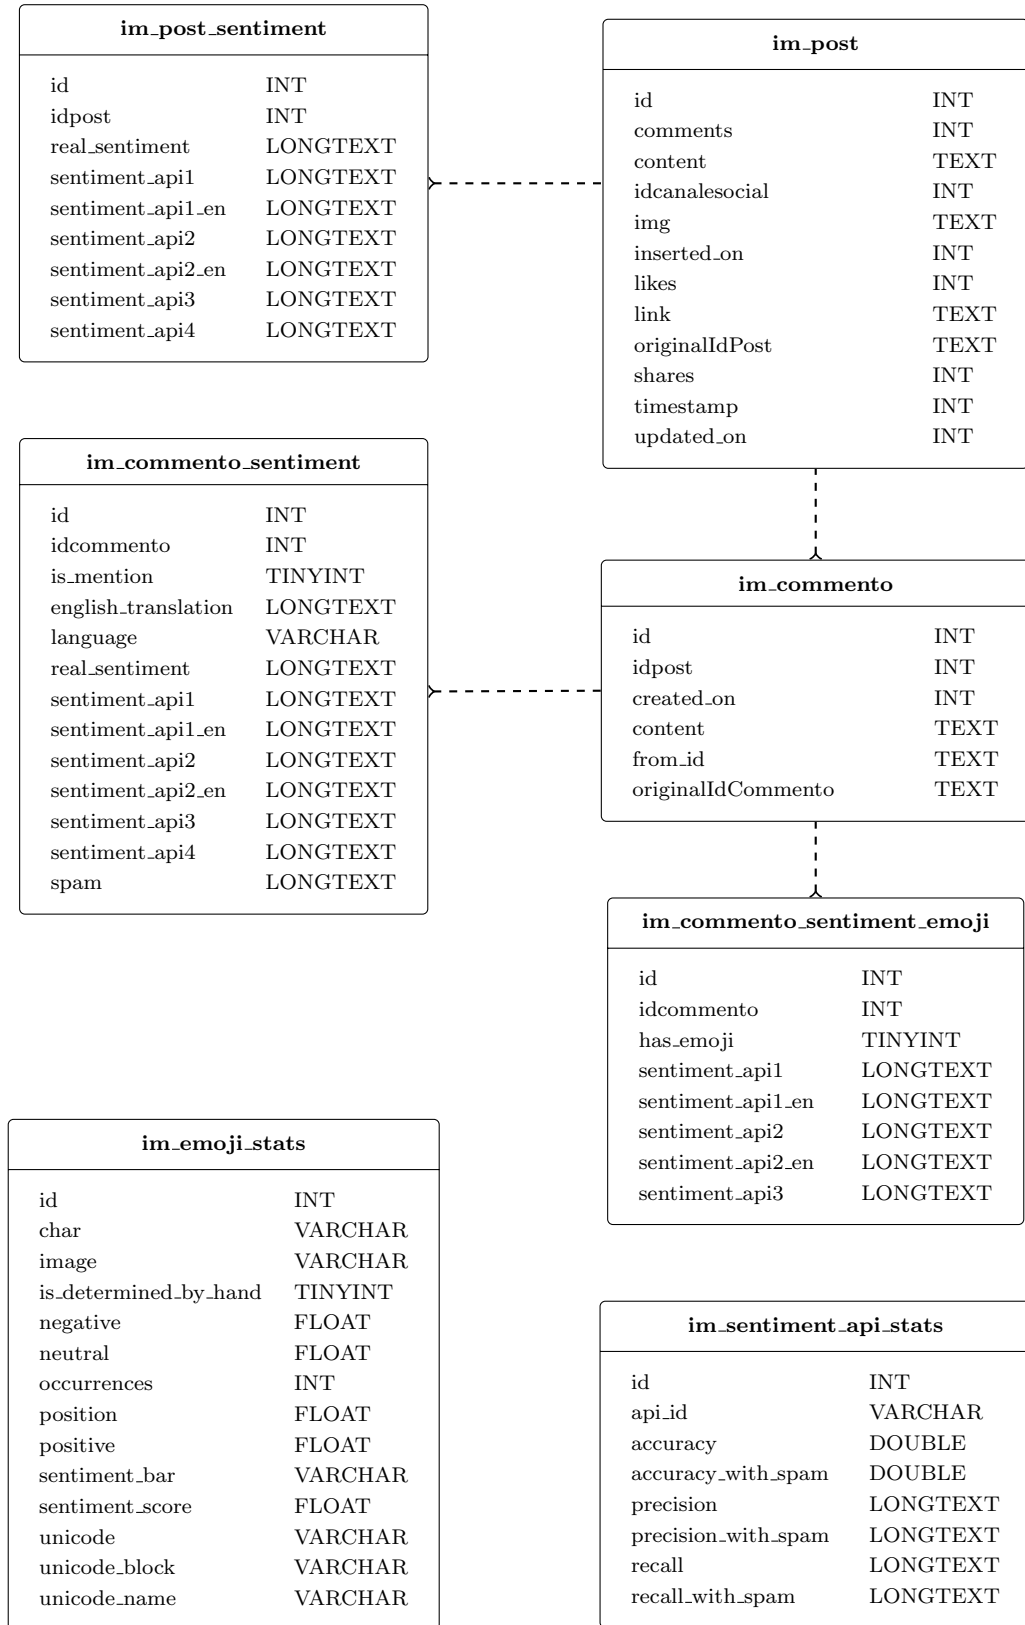 im_post_sentiment
id INT
idpost INT
real_sentiment LONGTEXT
sentiment_api1 LONGTEXT
sentiment_api1_en LONGTEXT
sentiment_api2 LONGTEXT
sentiment_api2_en LONGTEXT
sentiment_api3 LONGTEXT
sentiment_api4 LONGTEXT
im_post
id INT
comments INT
content TEXT
idcanalesocial INT
img TEXT
inserted_on INT
likes INT
link TEXT
originalIdPost TEXT
shares INT
timestamp INT
updated_on INT
im_commento_sentiment
id INT
idcommento INT
is_mention TINYINT
english_translation LONGTEXT
language VARCHAR
real_sentiment LONGTEXT
sentiment_api1 LONGTEXT
sentiment_api1_en LONGTEXT
sentiment_api2 LONGTEXT
sentiment_api2_en LONGTEXT
sentiment_api3 LONGTEXT
sentiment_api4 LONGTEXT
spam LONGTEXT
im_commento
id INT
idpost INT
created_on INT
content TEXT
from_id TEXT
originalIdCommento TEXT
im_commento_sentiment_emoji
id INT
idcommento INT
has_emoji TINYINT
sentiment_api1 LONGTEXT
sentiment_api1_en LONGTEXT
sentiment_api2 LONGTEXT
sentiment_api2_en LONGTEXT
sentiment_api3 LONGTEXT
im_emoji_stats
id INT
char VARCHAR
image VARCHAR
is_determined_by_hand TINYINT
negative FLOAT
neutral FLOAT
occurrences INT
position FLOAT
positive FLOAT
sentiment_bar VARCHAR
sentiment_score FLOAT
unicode VARCHAR
unicode_block VARCHAR
unicode_name VARCHAR
im_sentiment_api_stats
id INT
api_id VARCHAR
accuracy DOUBLE
accuracy_with_spam DOUBLE
precision LONGTEXT
precision_with_spam LONGTEXT
recall LONGTEXT
recall_with_spam LONGTEXT